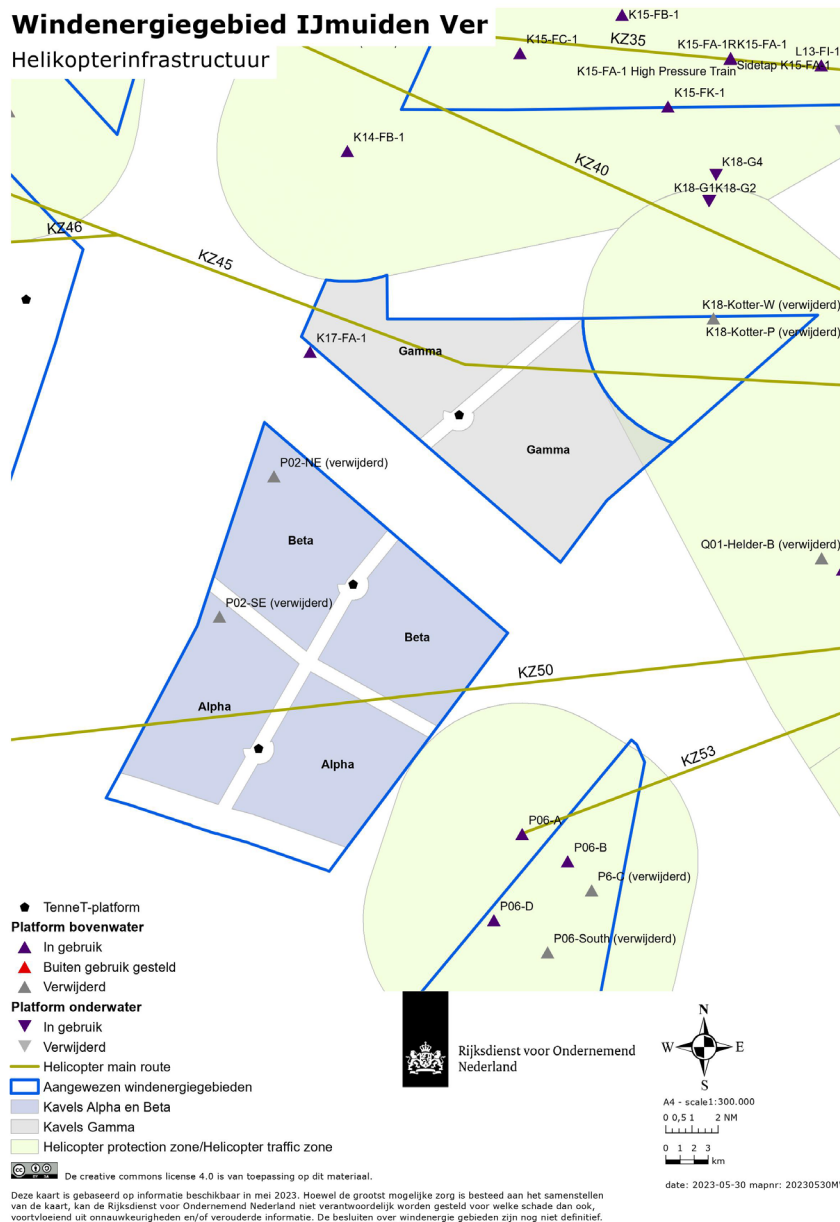 Windenergiegebied IJmuiden Ver
Helikopterinfrastructuur
K15-FB-1
KZ35
K15-FC-1
K15-FA-1RK15-FA-1
L13-FI-1
Sidetap K15-FA-1
K15-FA-1 High Pressure Train
K15-FK-1
K14-FB-1
KZ40
K18-G4
K18-G1K18-G2
KZ46
KZ45
K18-Kotter-W (verwijderd)
K18-Kotter-P (verwijderd)
K17-FA-1
Gamma
Gamma
P02-NE (verwijderd)
Beta
Q01-Helder-B (verwijderd)
P02-SE (verwijderd)
Beta
KZ50
Alpha
Alpha
KZ53
P06-A
P06-B
P6-C (verwijderd)
P06-D
P06-South (verwijderd)
TenneT-platform
Platform bovenwater
In gebruik
Buiten gebruik gesteld
Verwijderd
Platform onderwater
In gebruik
Verwijderd
Helicopter main route
Aangewezen windenergiegebieden
Kavels Alpha en Beta
Kavels Gamma
Helicopter protection zone/Helicopter traffic zone
Rijksdienst voor Ondernemend
Nederland
N
W E
S
A4 - scale1:300.000
0 0,5 1 2 NM
0 1 2 3
km
date: 2023-05-30 mapnr: 20230530M
cc BY SA
De creative commons license 4.0 is van toepassing op dit materiaal.
Deze kaart is gebaseerd op informatie beschikbaar in mei 2023. Hoewel de grootst mogelijke zorg is besteed aan het samenstellen
van de kaart, kan de Rijksdienst voor Ondernemend Nederland niet verantwoordelijk worden gesteld voor welke schade dan ook,
voortvloeiend uit onnauwkeurigheden en/of verouderde informatie. De besluiten over windenergie gebieden zijn nog niet definitief.